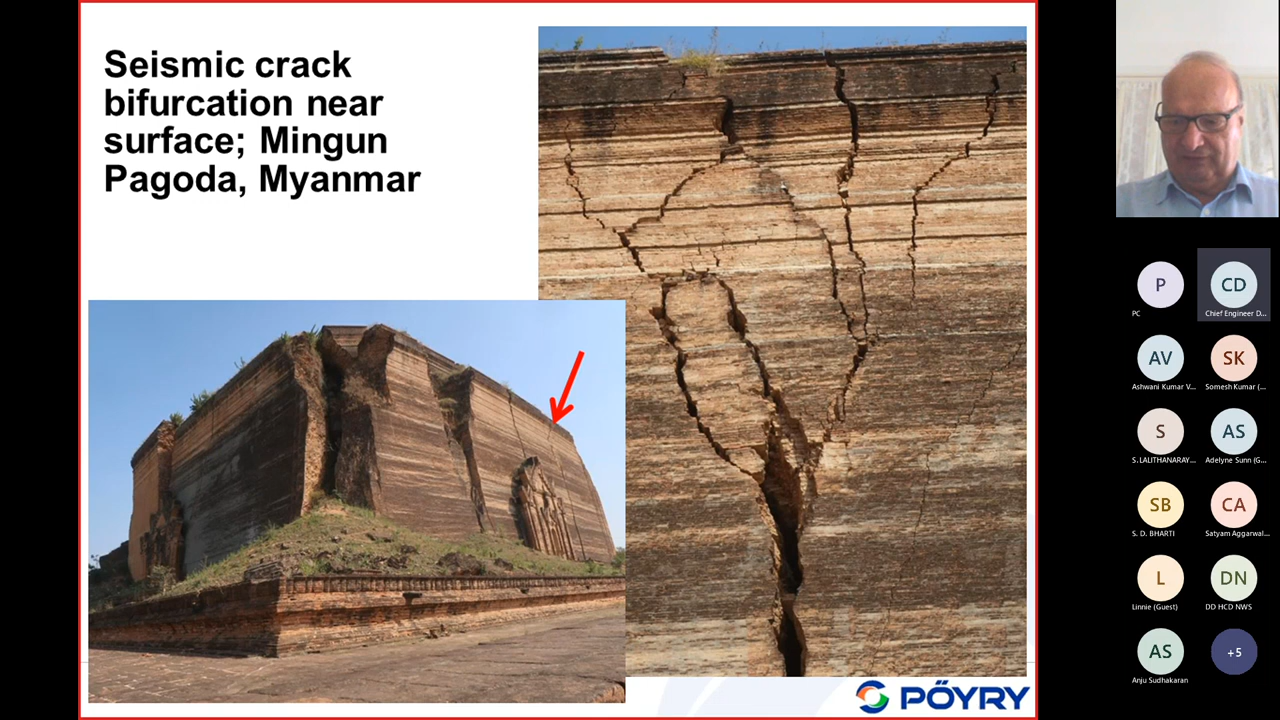 Seismic crack
bifurcation near
surface; Mingun
Pagoda, Myanmar
PÖYRY
P
PC
CD
Chief Engineer D...
AV
Ashwani Kumar V...
SK
Somesh Kumar (...
S
S. LALITHANARAY...
AS
Adelyne Sunn (G...
SB
S. D. BHARTI
CA
Satyam Aggarwal...
L
Linnie (Guest)
DN
DD HCD NWS
AS
Anju Sudhakaran
+5